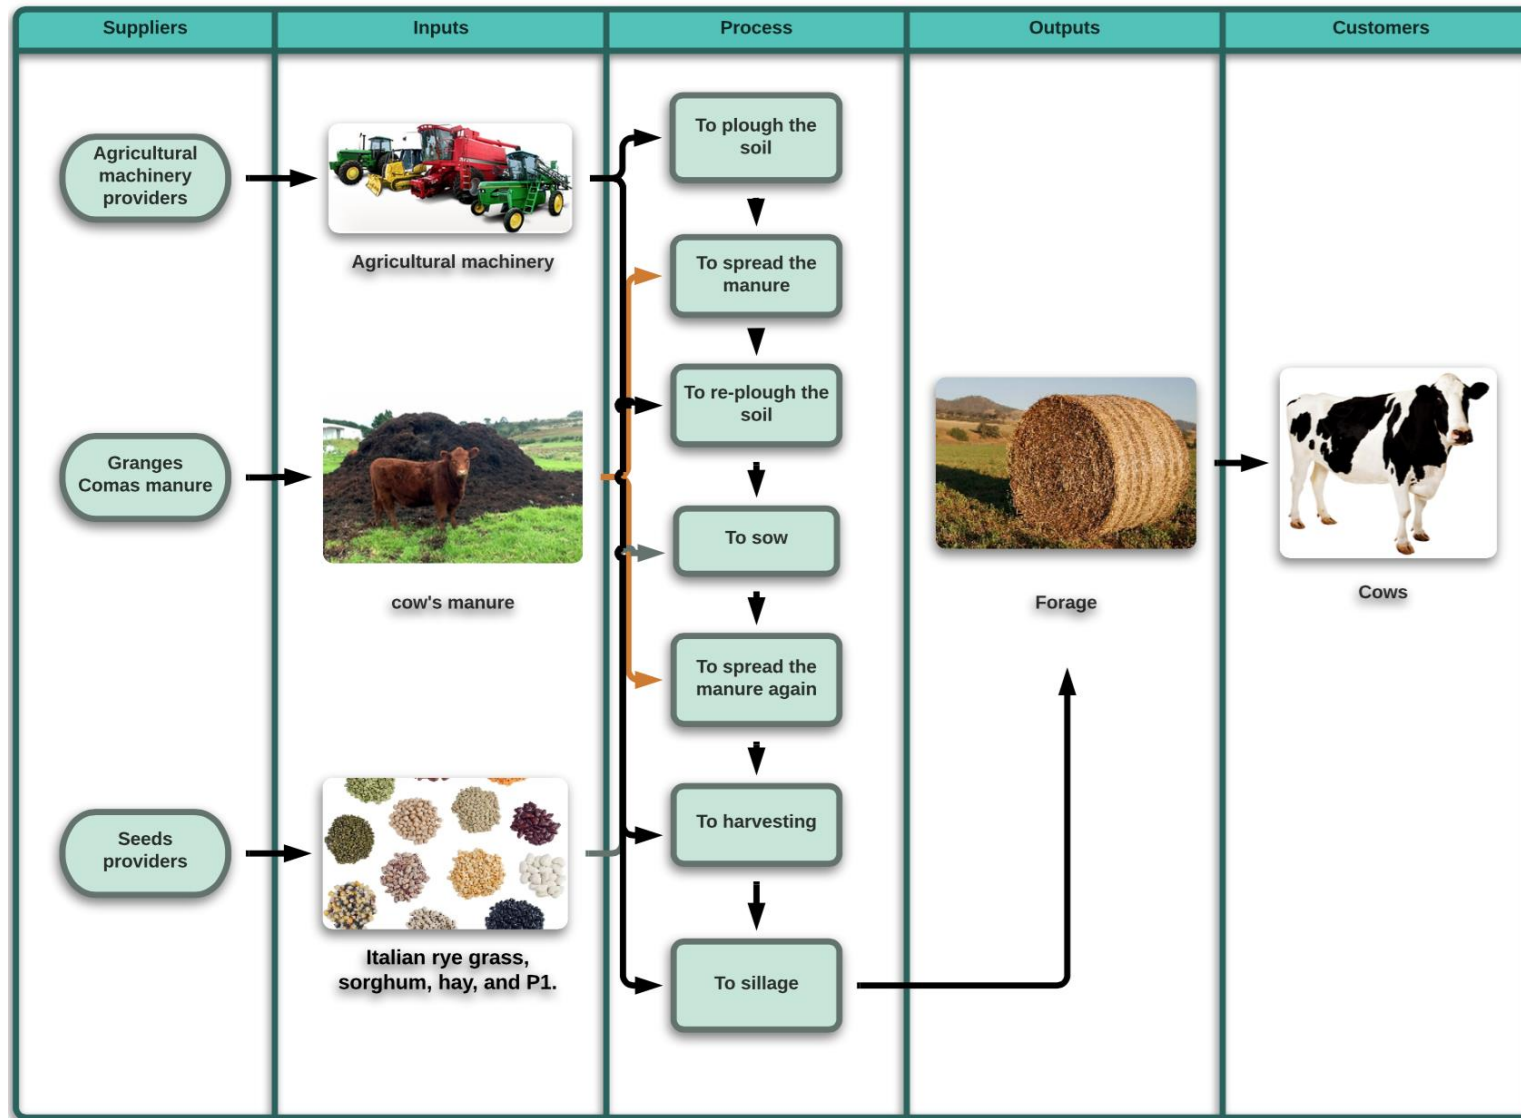 Suppliers
Inputs
Process
Outputs
Customers
Agricultural
machinery
providers
Agricultural machinery
To plough the
soil
To spread the
manure
To re-plough the
soil
Granges
Comas manure
cow's manure
To sow
To spread the
manure again
Forage
Cows
Seeds
providers
Italian rye grass,
sorghum, hay, and P1.
To harvesting
To sillage